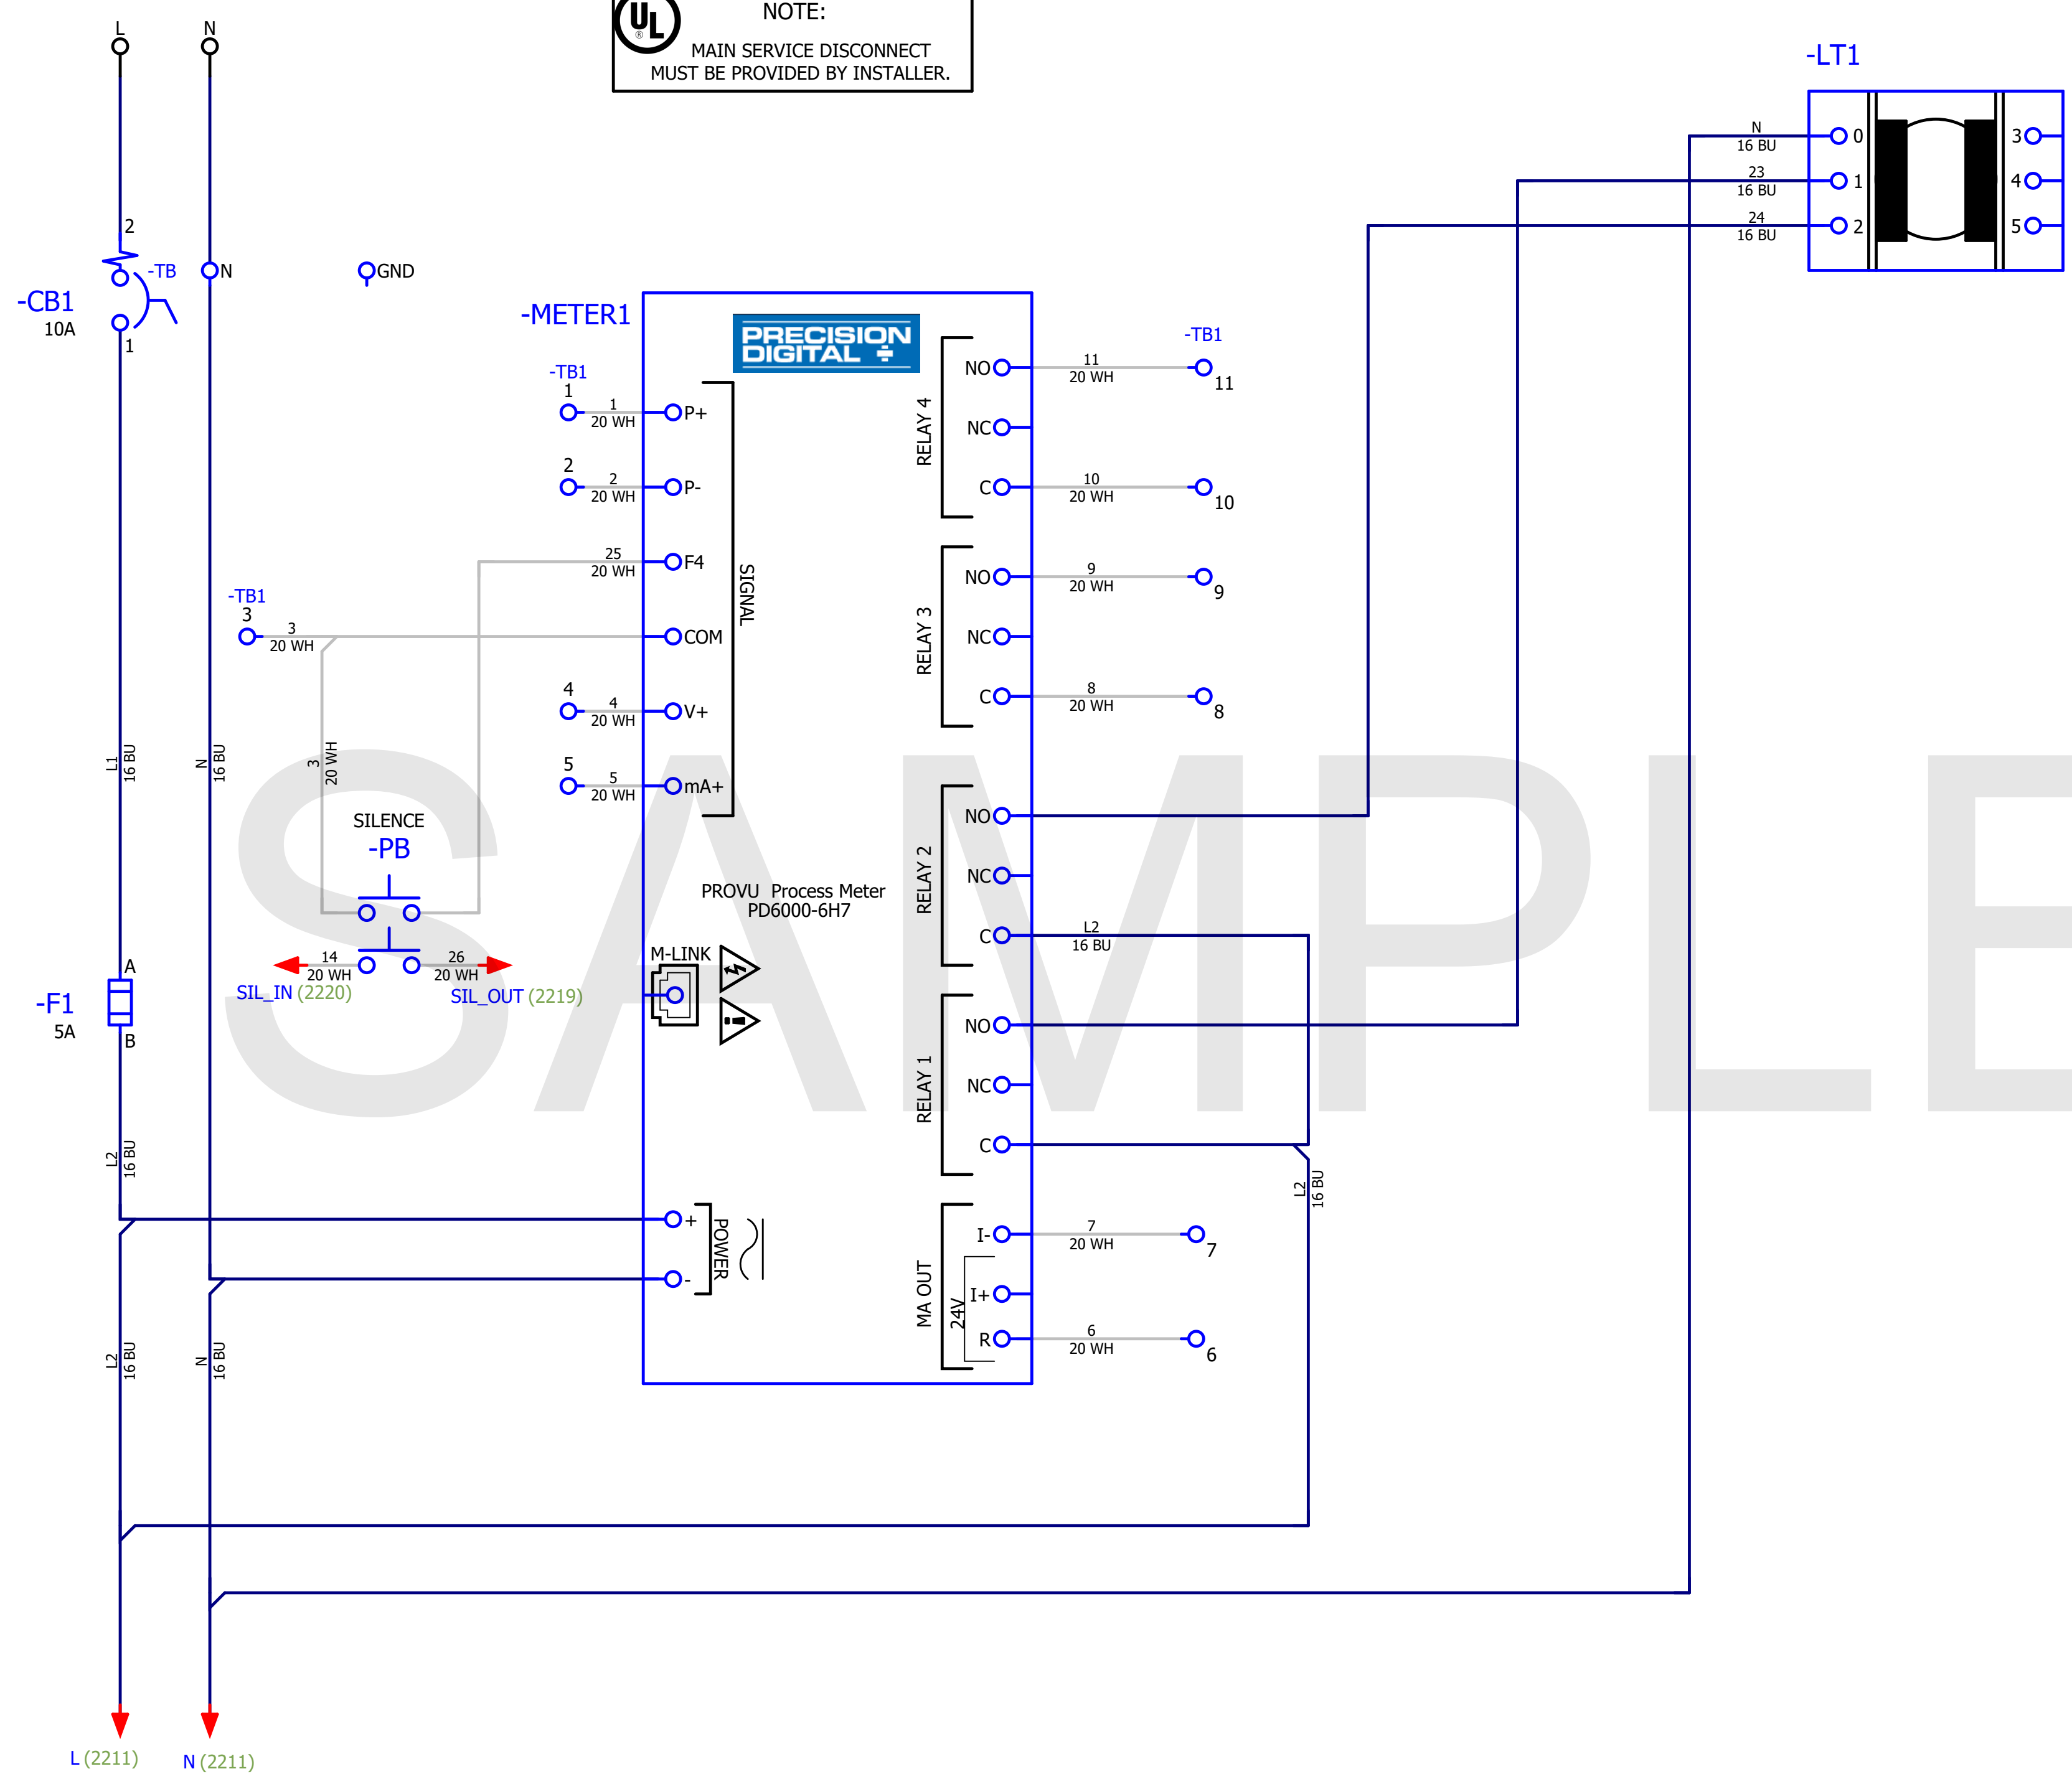 NOTE:
UL
®
MAIN SERVICE DISCONNECT
MUST BE PROVIDED BY INSTALLER.
L
N
-LT1
N
16 BU
0
3
23
16 BU
1
4
24
16 BU
2
5
2
-TB
N
GND
-CB1
10A
1
-METER1
PRECISION
DIGITAL
-TB1
1
1
20 WH
P+
2
2
20 WH
P-
25
20 WH
F4
-TB1
3
3
20 WH
COM
4
4
20 WH
V+
5
5
20 WH
mA+
SIGNAL
RELAY 4
NO
11
20 WH
-TB1
11
NC
C
10
20 WH
10
RELAY 3
NO
9
20 WH
9
NC
C
8
20 WH
8
L1
16 BU
N
16 BU
3
20 WH
SAMPLE
SILENCE
-PB
14
20 WH
26
20 WH
SIL_IN (2220)
SIL_OUT (2219)
PROVU Process Meter
PD6000-6H7
M-LINK
RELAY 2
NO
NC
C
L2
16 BU
RELAY 1
NO
NC
C
L2
16 BU
A
-F1
5A
B
L2
16 BU
+
-
POWER
MA OUT
24V
I-
7
20 WH
7
I+
R
6
20 WH
6
L2
16 BU
N
16 BU
L (2211)
N (2211)